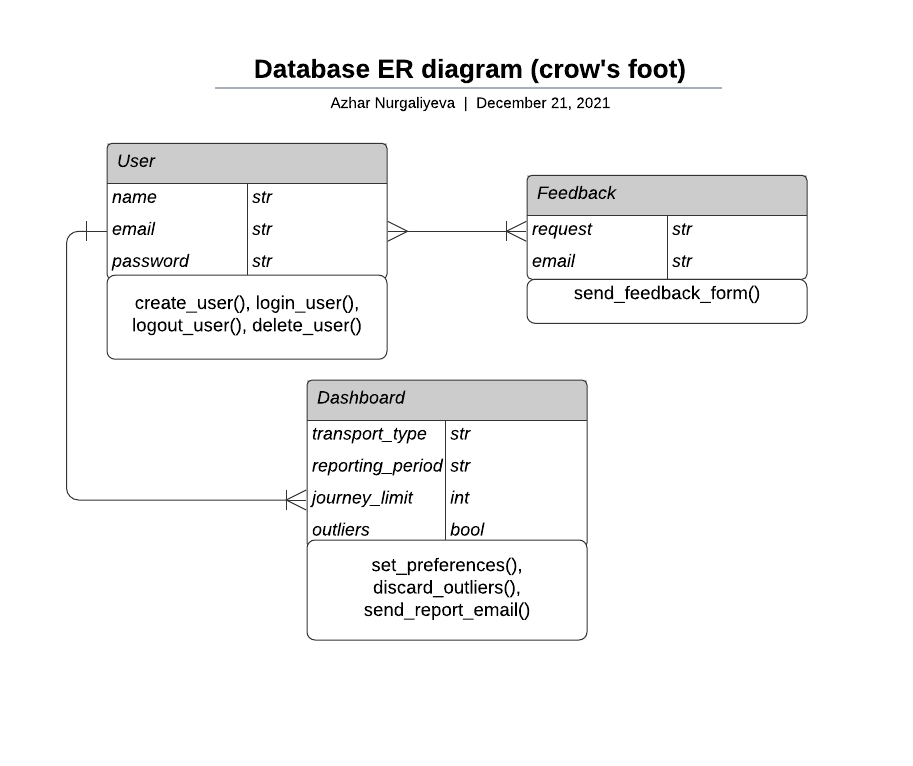 Database ER diagram (crow's foot)
Azhar Nurgaliyeva | December 21, 2021
User
name str
email str
password str
create_user(), login_user(),
logout_user(), delete_user()
Feedback
request str
email str
send_feedback_form()
Dashboard
transport_type str
reporting_period str
journey_limit int
outliers bool
set_preferences(),
discard_outliers(),
send_report_email()